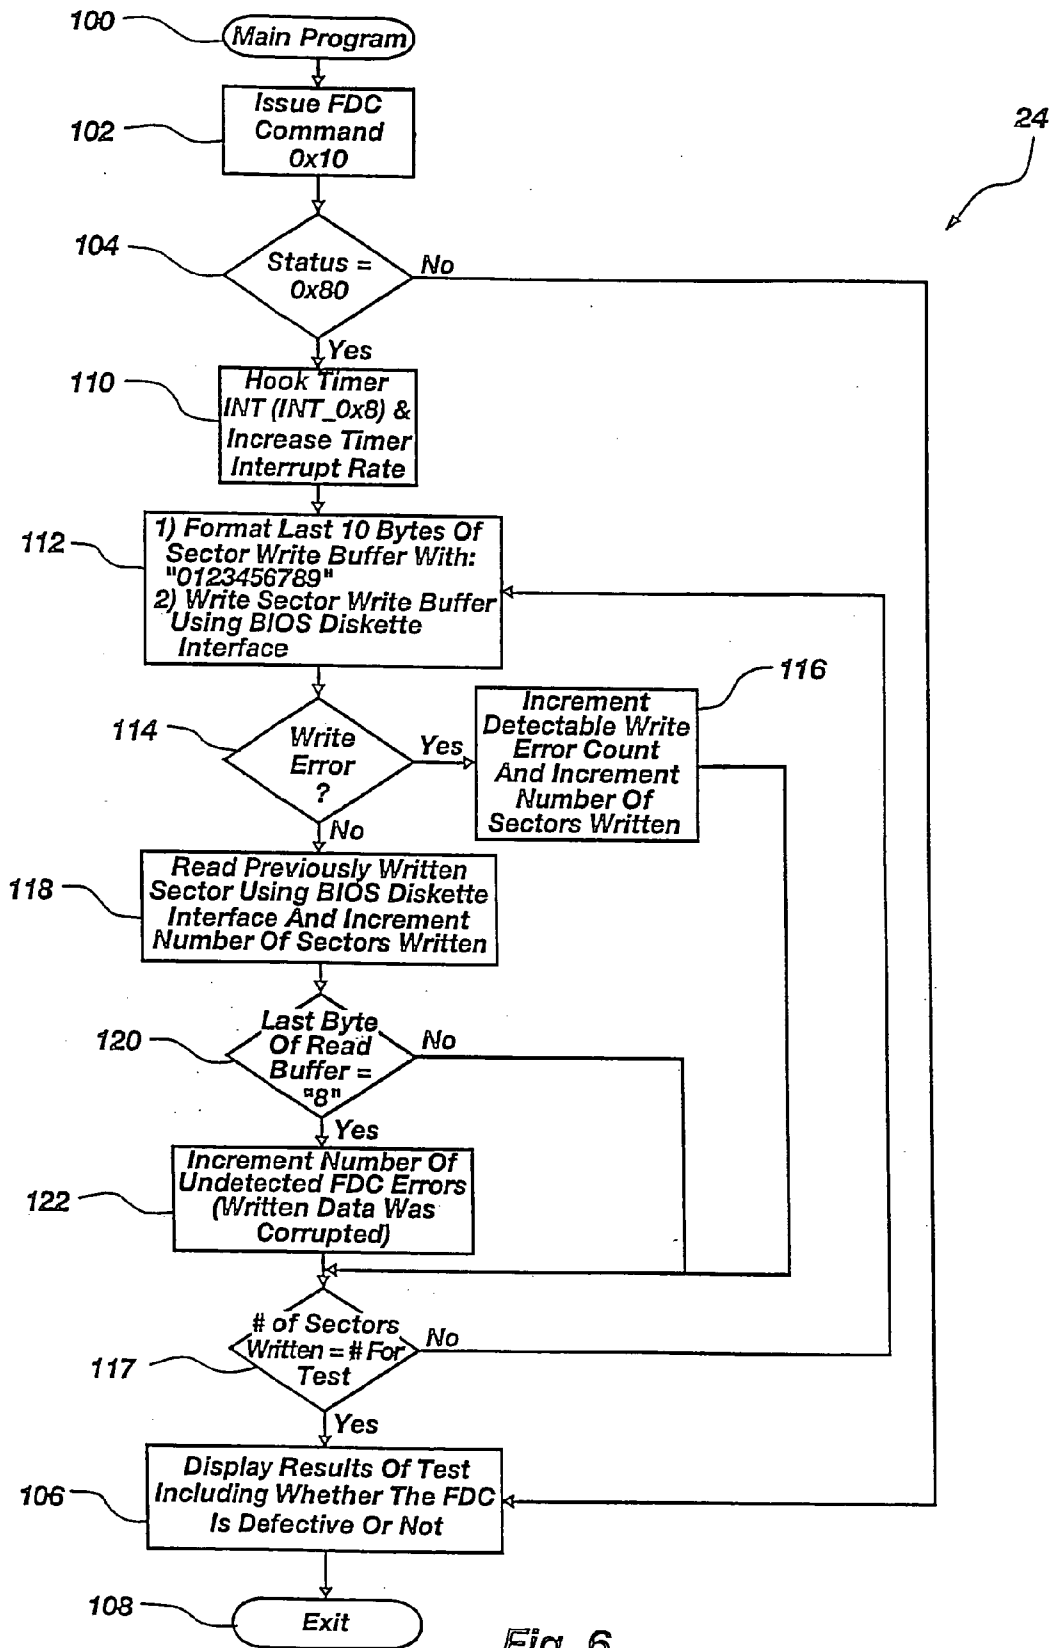 100
Main Program
102
Issue FDC
Command
0x10
24
104
Status =
0x80
No
Yes
110
Hook Timer
INT (INT_0x8) &
Increase Timer
Interrupt Rate
112
1) Format Last 10 Bytes Of
Sector Write Buffer With:
"0123456789"
2) Write Sector Write Buffer
Using BIOS Diskette
Interface
114
Write
Error
?
Yes
No
116
Increment
Detectable Write
Error Count
And Increment
Number Of
Sectors Written
118
Read Previously Written
Sector Using BIOS Diskette
Interface And Increment
Number Of Sectors Written
120
Last Byte
Of Read
Buffer =
"8"
No
Yes
122
Increment Number Of
Undetected FDC Errors
(Written Data Was
Corrupted)
117
# of Sectors
Written = # For
Test
No
Yes
106
Display Results Of Test
Including Whether The FDC
Is Defective Or Not
108
Exit
Fig. 6